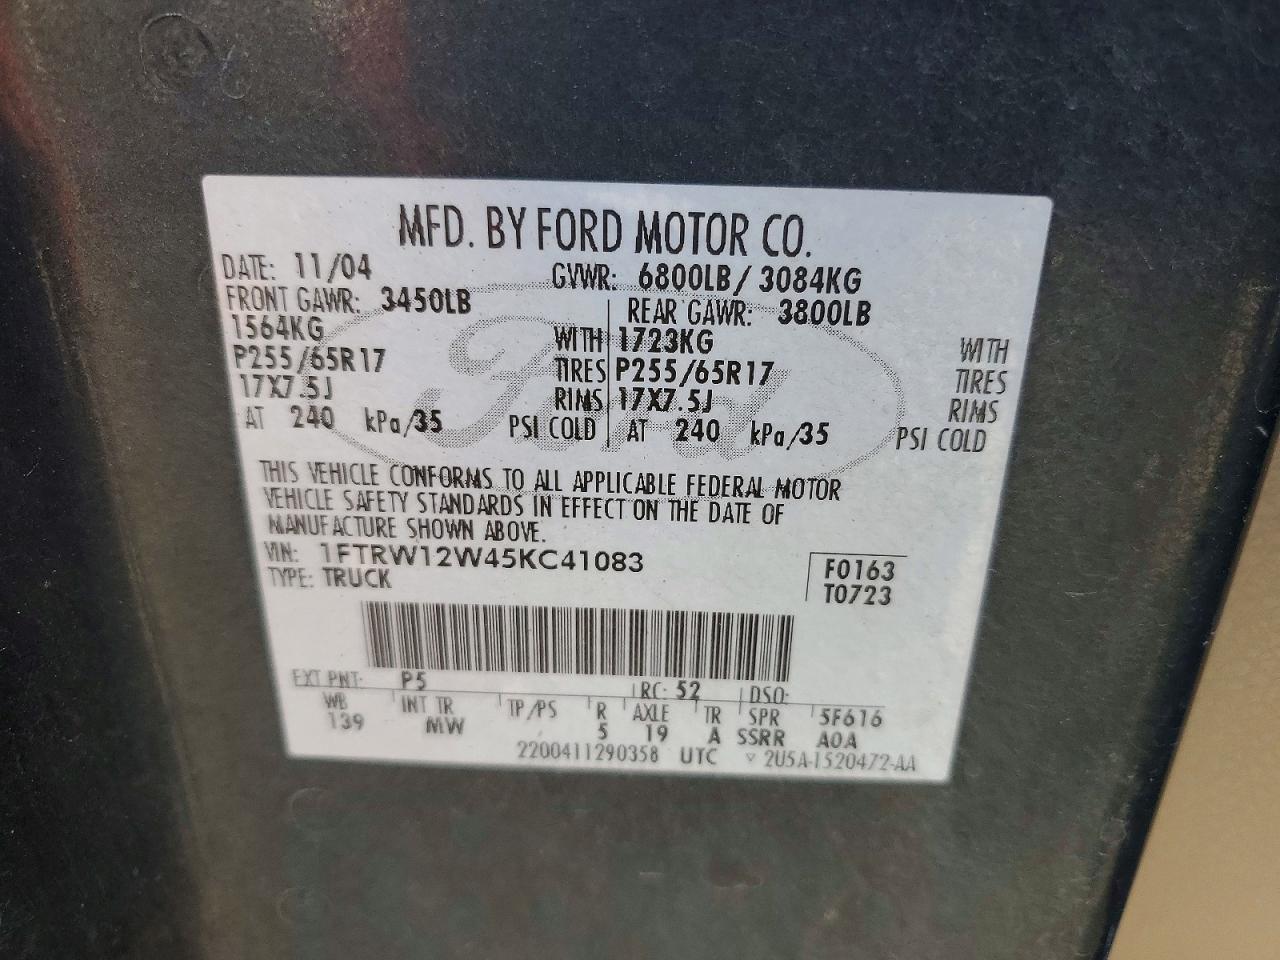 MFD. BY FORD MOTOR CO.
DATE: 11/04 GVWR: 6800LB/ 3084KG
FRONT GAWR: 3450LB REAR GAWR: 3800LB
1564KG WITH 1723KG WITH
P255/65R17 TIRES P255/65R17 TIRES
17X7.5J RIMS 17X7.5J RIMS
AT 240 kPa/35 PSI COLD AT 240 kPa/35 PSI COLD
Ford
THIS VEHICLE CONFORMS TO ALL APPLICABLE FEDERAL MOTOR
VEHICLE SAFETY STANDARDS IN EFFECT ON THE DATE OF
MANUFACTURE SHOWN ABOVE.
VIN: 1FTRW12W45KC41083
TYPE: TRUCK
F0163
T0723
EXT PNT: P5 RC: 52 DSO:
WB INT TR TP/PS R AXLE TR SPR 5F616
139 MW 5 19 A SSRR A0A
2200411290358 UTC ▽ 2U5A-1520472-AA